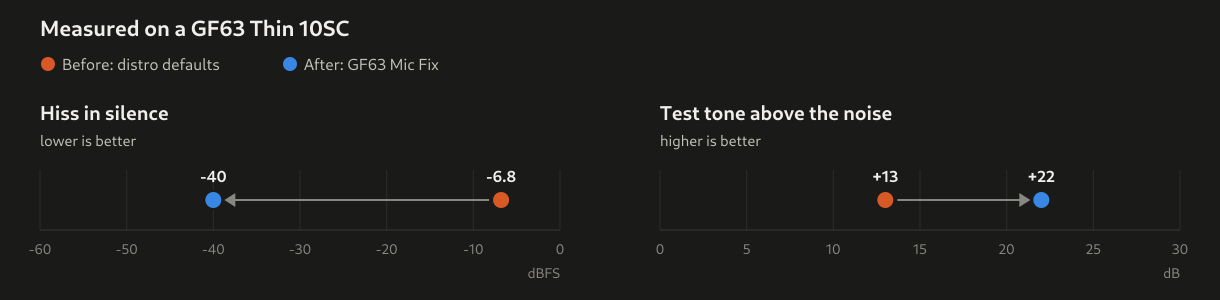 Measured on a GF63 Thin 10SC
Before: distro defaults
After: GF63 Mic Fix
Hiss in silence
lower is better
-40
-6.8
-60 -50 -40 -30 -20 -10 0
dBFS
Test tone above the noise
higher is better
+13
+22
0 5 10 15 20 25 30
dB